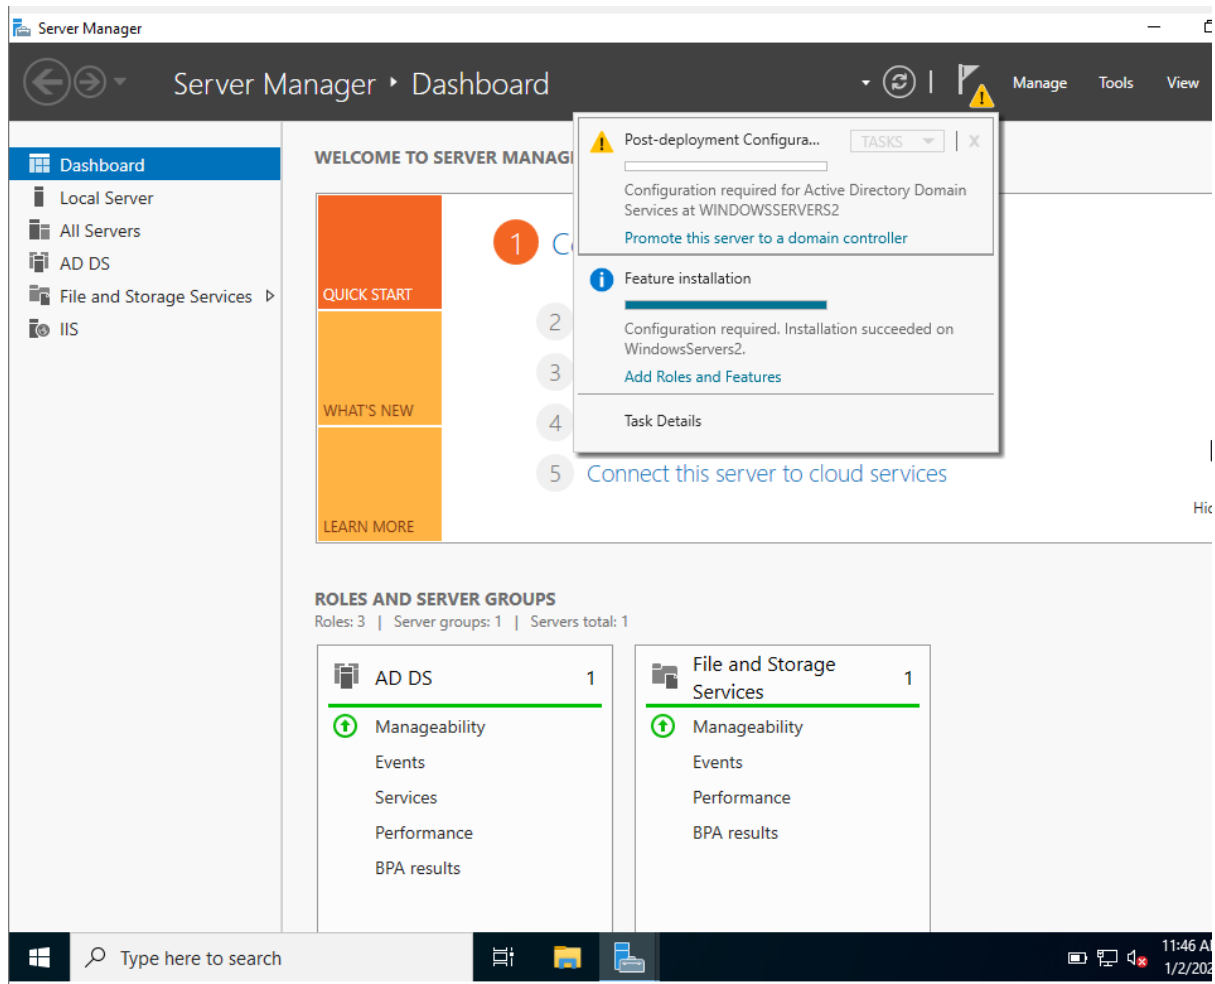 Server Manager
Server Manager ‣ Dashboard
Manage
Tools
View
Dashboard
Local Server
All Servers
AD DS
File and Storage Services
IIS
WELCOME TO SERVER MANAG
Post-deployment Configura...
TASKS
X
Configuration required for Active Directory Domain
Services at WINDOWSSERVERS2
Promote this server to a domain controller
Feature installation
Configuration required. Installation succeeded on
WindowsServers2.
Add Roles and Features
Task Details
QUICK START
WHAT'S NEW
LEARN MORE
1 Co
2
3
4
5 Connect this server to cloud services
Hid
ROLES AND SERVER GROUPS
Roles: 3 | Server groups: 1 | Servers total: 1
AD DS 1
Manageability
Events
Services
Performance
BPA results
File and Storage
Services 1
Manageability
Events
Performance
BPA results
Type here to search
11:46 A
1/2/202